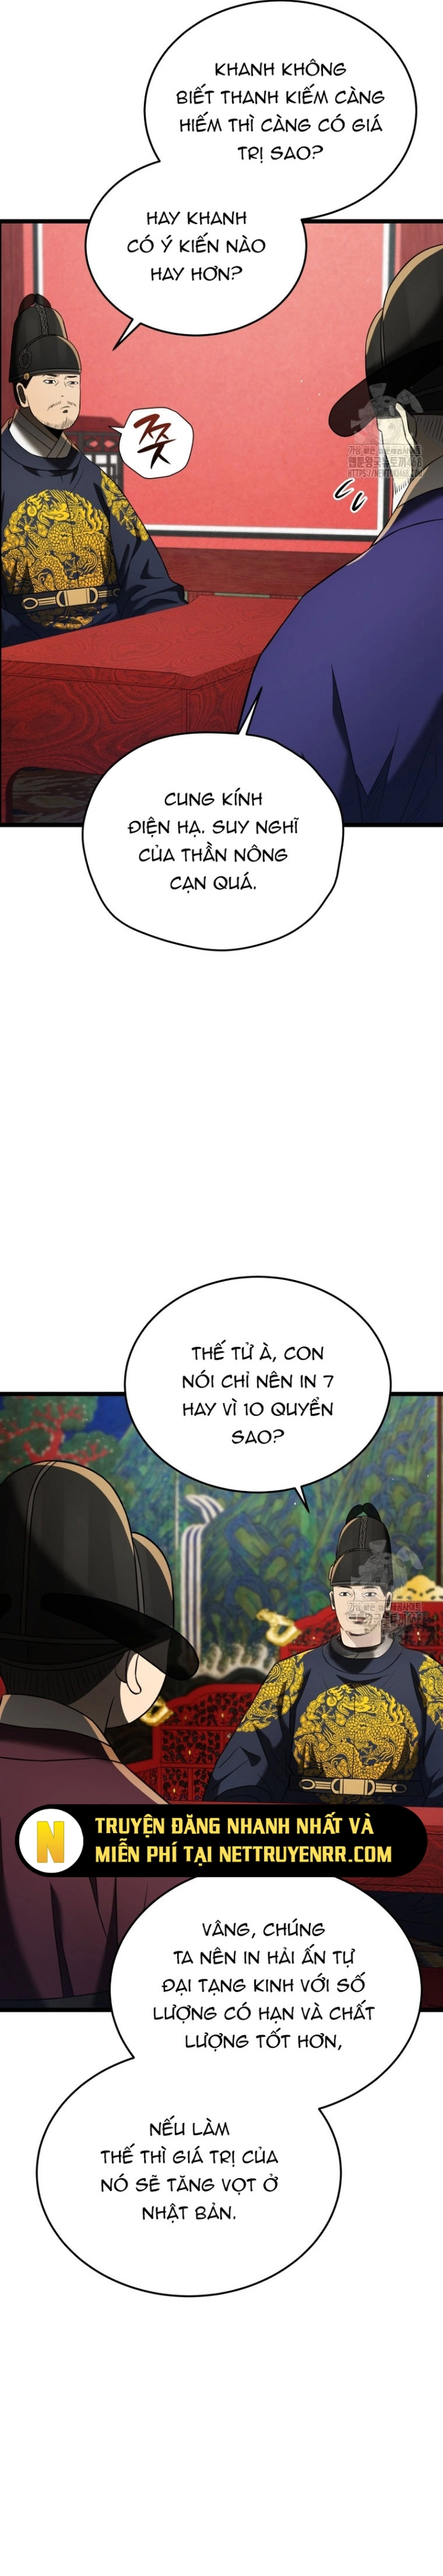 KHANH KHÔNG
BIẾT THANH KIẾM CÀNG
HIẾM THÌ CÀNG CÓ GIÁ
TRỊ SAO?
HAY KHANH
CÓ Ý KIẾN NÀO
HAY HƠN?
쯧
CUNG KÍNH
ĐIỆN HẠ. SUY NGHĨ
CỦA THẦN NÔNG
CẠN QUÁ.
THẾ TỬ À, CON
NÓI CHỈ NÊN IN 7
HAY VÌ 10 QUYỂN
SAO?
N
TRUYỆN ĐĂNG NHANH NHẤT VÀ
MIỄN PHÍ TẠI NETTRUYENRR.COM
VÂNG, CHÚNG
TA NÊN IN HẢI ẤN TỰ
ĐẠI TẠNG KINH VỚI SỐ
LƯỢNG CÓ HẠN VÀ CHẤT
LƯỢNG TỐT HƠN,
NẾU LÀM
THẾ THÌ GIÁ TRỊ CỦA
NÓ SẼ TĂNG VỌT Ở
NHẬT BẢN.